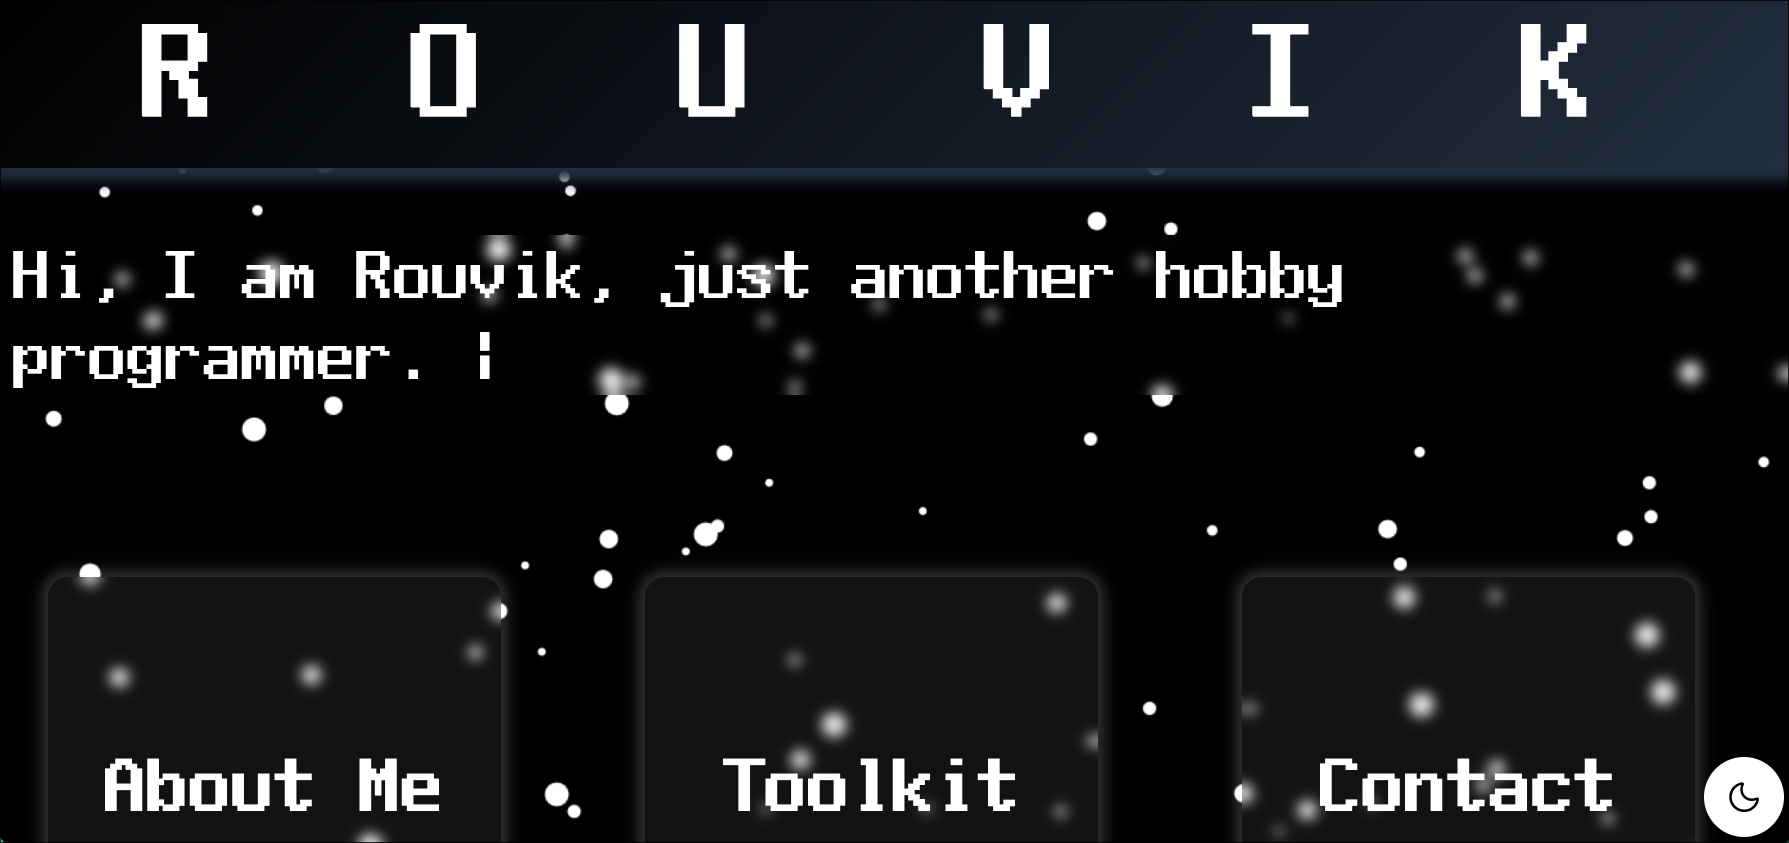 R O U V I K
Hi, I am Rouvik, just another hobby
programmer. |
About Me
Toolkit
Contact